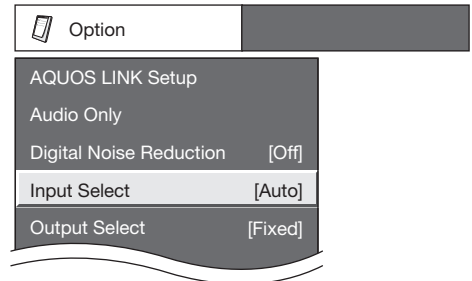 Option
AQUOS LINK Setup
Audio Only
Digital Noise Reduction [Off]
Input Select [Auto]
Output Select [Fixed]